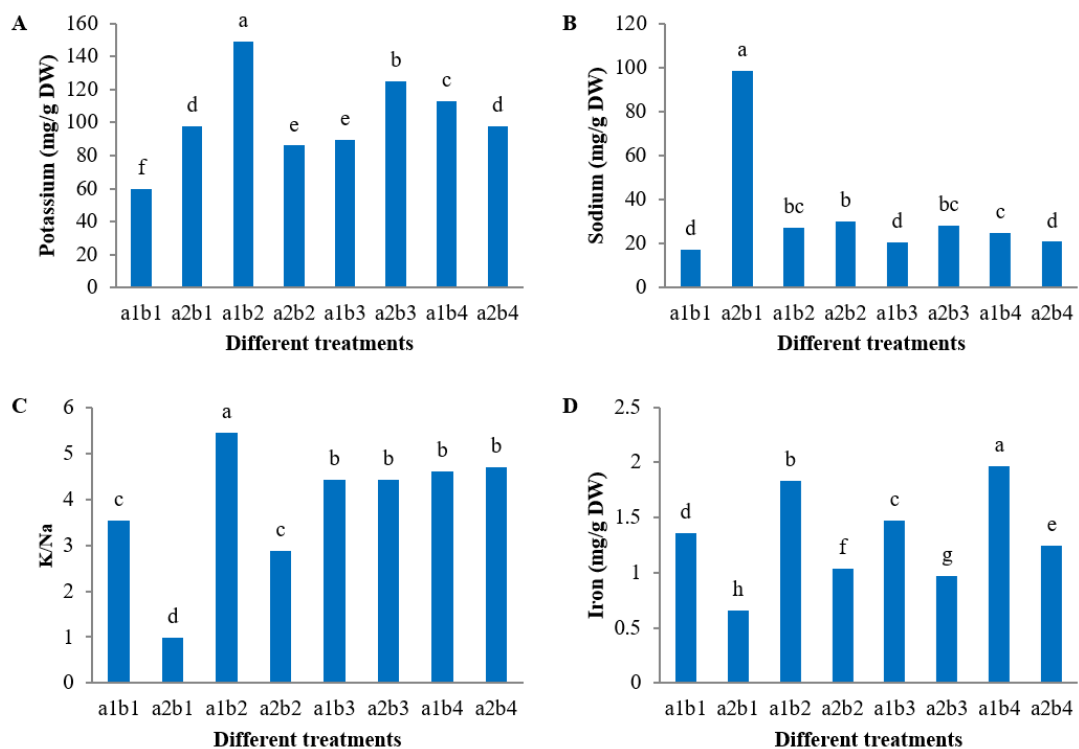 A
Potassium (mg/g DW)
160
140
120
100
80
60
40
20
0
f
d
a
e
e
b
c
d
a1b1 a2b1 a1b2 a2b2 a1b3 a2b3 a1b4 a2b4
Different treatments
B
Sodium (mg/g DW)
120
100
80
60
40
20
0
d
a
bc
b
d
bc
c
d
a1b1 a2b1 a1b2 a2b2 a1b3 a2b3 a1b4 a2b4
Different treatments
C
K/Na
6
5
4
3
2
1
0
c
d
a
c
b
b
b
b
a1b1 a2b1 a1b2 a2b2 a1b3 a2b3 a1b4 a2b4
Different treatments
D
Iron (mg/g DW)
2.5
2
1.5
1
0.5
0
d
h
b
f
c
g
a
e
a1b1 a2b1 a1b2 a2b2 a1b3 a2b3 a1b4 a2b4
Different treatments